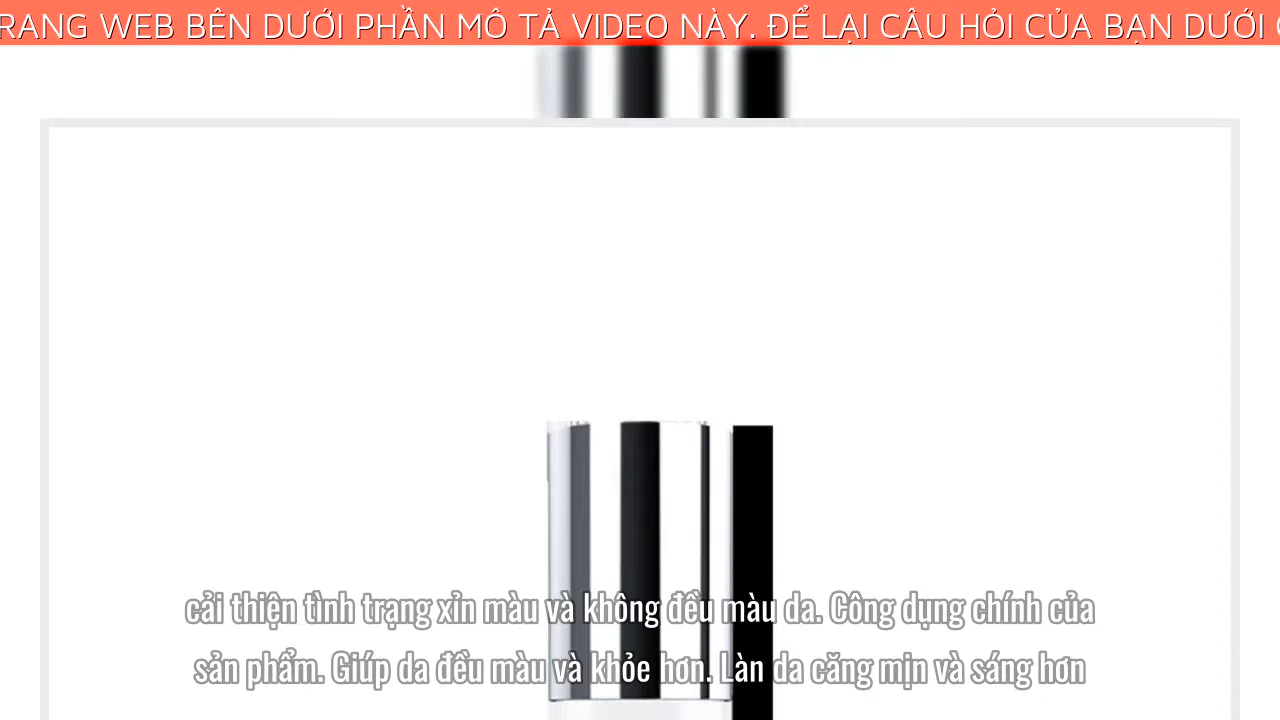 RANG WEB BÊN DƯỚI PHẦN MÔ TẢ VIDEO NÀY. ĐỂ LẠI CÂU HỎI CỦA BẠN DƯỚI
cải thiện tình trạng xỉn màu và không đều màu da. Công dụng chính của
sản phẩm. Giúp da đều màu và khỏe hơn. Làn da căng mịn và sáng hơn